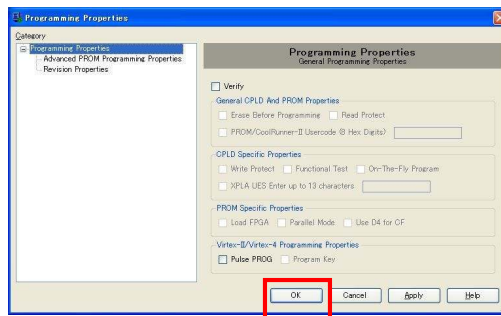 Programming Properties
Category
Programming Properties
Advanced PROM Programming Properties
Revision Properties
Programming Properties
General Programming Properties
Verify
General CPLD And PROM Properties
Erase Before Programming Read Protect
PROM/CoolRunner-II Usercode (8 Hex Digits)
CPLD Specific Properties
Write Protect Functional Test On-The-Fly Program
XPLA UES Enter up to 13 characters
PROM Specific Properties
Load FPGA Parallel Mode Use D4 for CF
Virtex-II/Virtex-4 Programming Properties
Pulse PROG Program Key
OK Cancel Apply Help